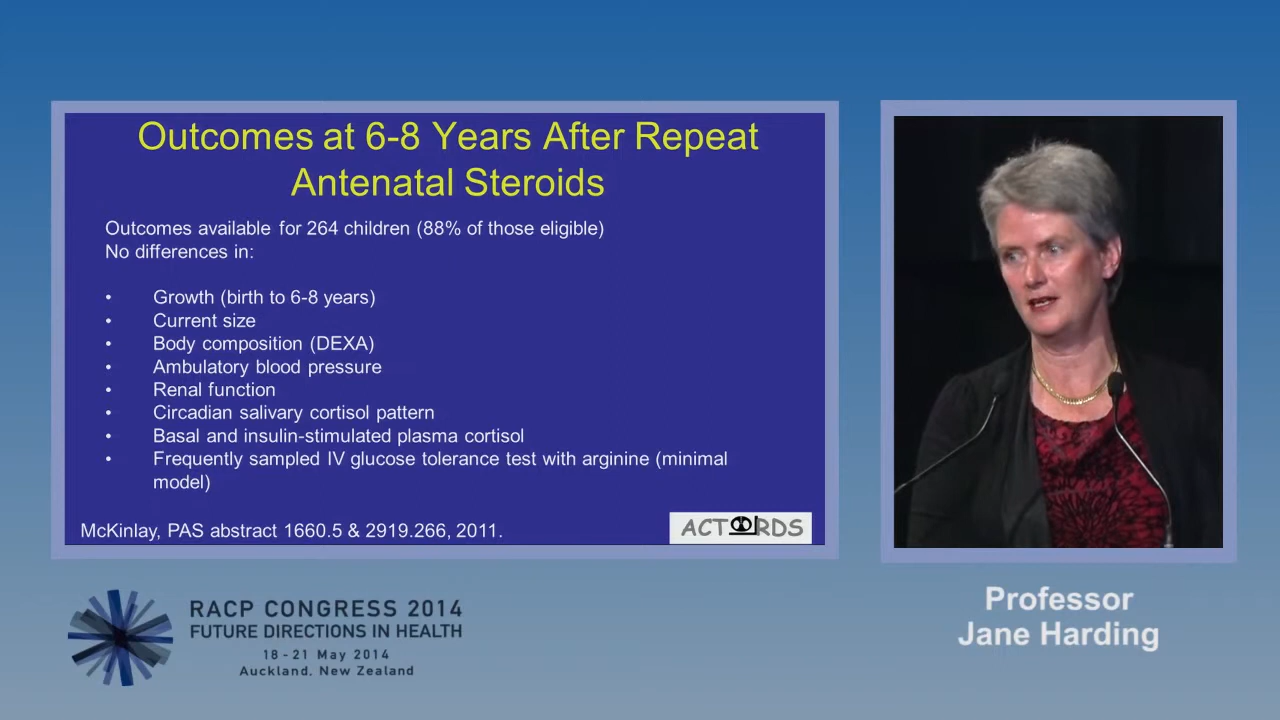 Outcomes at 6-8 Years After Repeat
Antenatal Steroids
Outcomes available for 264 children (88% of those eligible)
No differences in:
• Growth (birth to 6-8 years)
• Current size
• Body composition (DEXA)
• Ambulatory blood pressure
• Renal function
• Circadian salivary cortisol pattern
• Basal and insulin-stimulated plasma cortisol
• Frequently sampled IV glucose tolerance test with arginine (minimal
model)
McKinlay, PAS abstract 1660.5 & 2919.266, 2011.
ACTORDS
Professor
Jane Harding
RACP CONGRESS 2014
FUTURE DIRECTIONS IN HEALTH
18 - 21 May 2014
Auckland, New Zealand